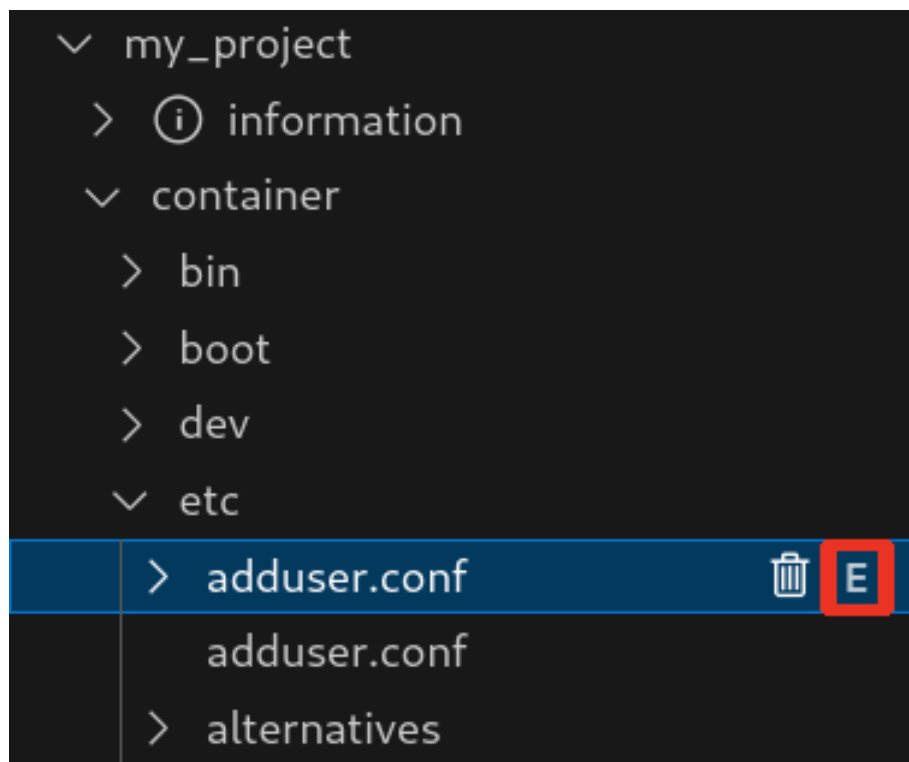 my_project
information
container
bin
boot
dev
etc
adduser.conf E
adduser.conf
alternatives